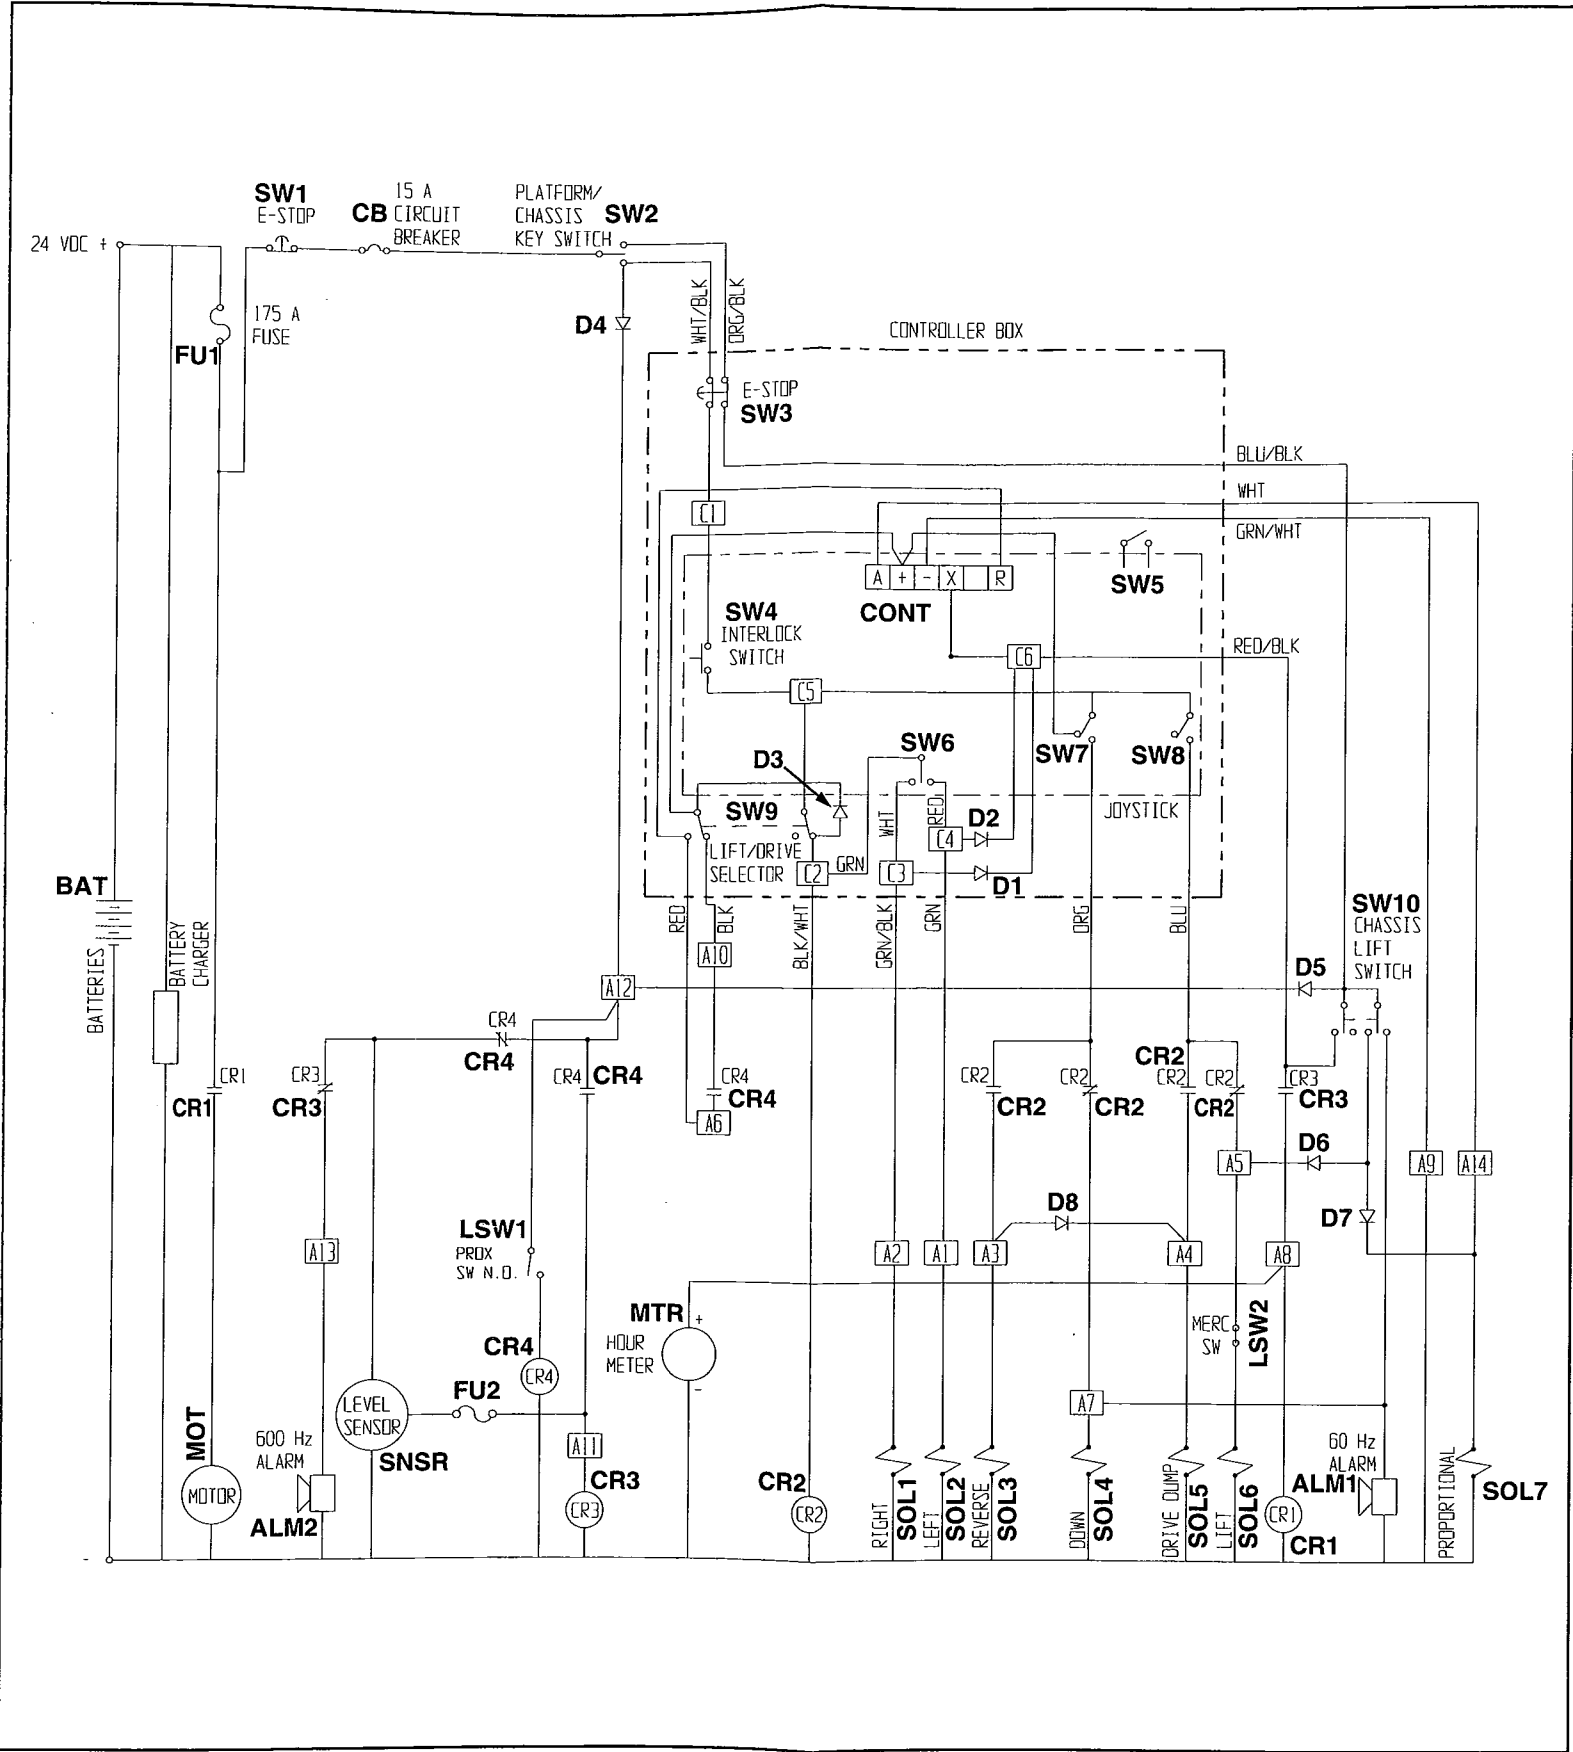 SW1
E-STOP
CB
15 A
CIRCUIT
BREAKER
PLATFORM/
CHASSIS
KEY SWITCH
SW2
24 VDC +
175 A
FUSE
FU1
D4
WHT/BLK
ORG/BLK
CONTROLLER BOX
E-STOP
SW3
BLU/BLK
WHT
GRN/WHT
C1
A + - X R
CONT
SW5
SW4
INTERLOCK
SWITCH
C6
RED/BLK
C5
SW6
SW7
SW8
D3
SW9
WHT
RED
D2
JOYSTICK
C4
LIFT/DRIVE
SELECTOR
C2
GRN
C3
D1
BAT
BATTERIES
BATTERY
CHARGER
RED
BLK
BLK/WHT
GRN/BLK
GRN
ORG
BLU
SW10
CHASSIS
LIFT
SWITCH
A10
A12
D5
CR4
CR4
CR1
CR1
CR3
CR3
CR4
CR4
CR4
CR4
A6
CR2
CR2
CR2
CR2
CR2
CR2
CR2
CR2
CR3
CR3
D6
A5
A9
A14
D7
D8
LSW1
PROX
SW N.O.
A13
A2
A1
A3
A4
A8
MTR
+
HOUR
METER
-
MERC
SW
LSW2
CR4
CR4
FU2
LEVEL
SENSOR
SNSR
A7
MOT
MOTOR
600 Hz
ALARM
ALM2
A11
CR3
CR3
CR2
CR2
RIGHT
SOL1
LEFT
SOL2
REVERSE
SOL3
DOWN
SOL4
DRIVE DUMP
SOL5
LIFT
SOL6
CR1
CR1
60 Hz
ALARM
ALM1
PROPORTIONAL
SOL7
-